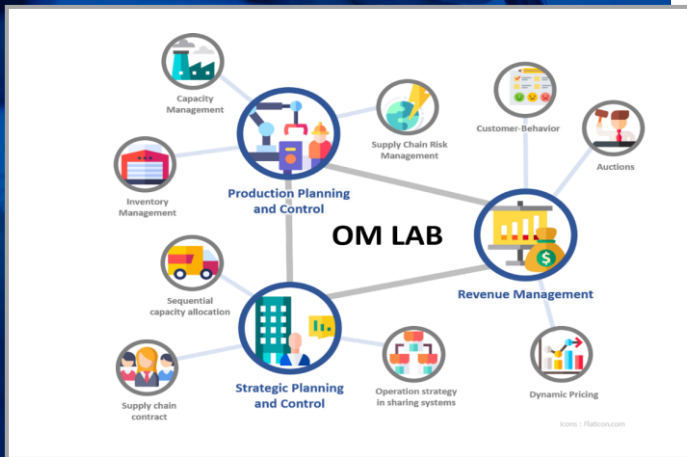 Capacity
Management
Supply Chain Risk
Management
Customer-Behavior
Auctions
Inventory
Management
Production Planning
and Control
OM LAB
$
Revenue Management
Sequential
capacity allocation
Supply chain
contract
Strategic Planning
and Control
Operation strategy
in sharing systems
Dynamic Pricing
Icons : Flaticon.com